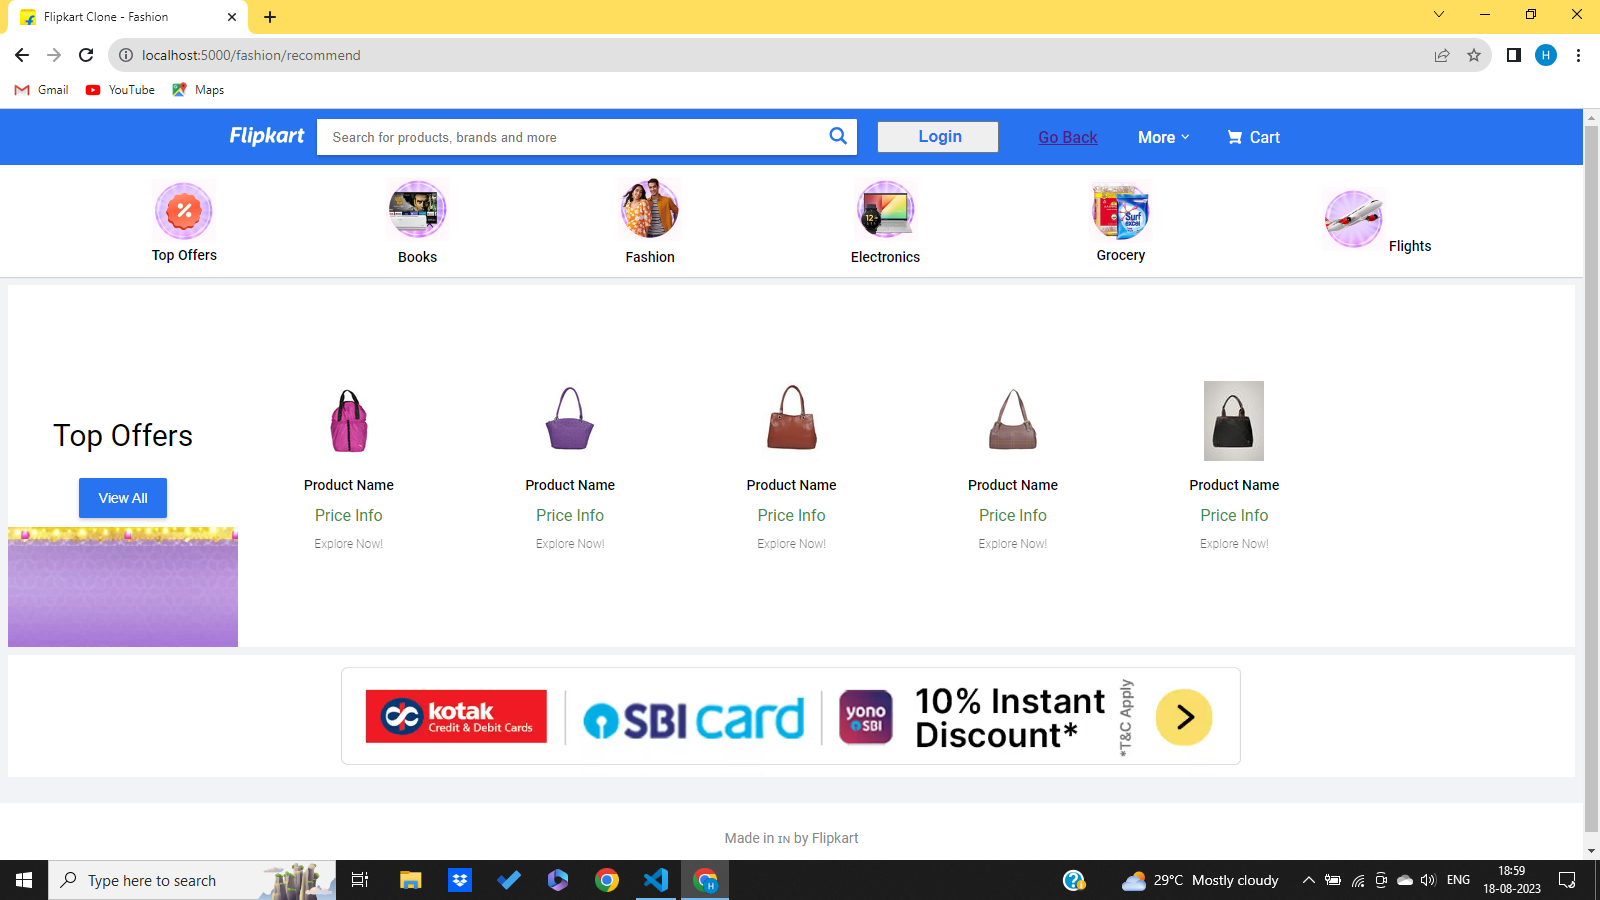 Flipkart Clone - Fashion
localhost:5000/fashion/recommend
H
Gmail
YouTube
Maps
Flipkart
Search for products, brands and more
Login
Go Back
More
Cart
Top Offers
Books
Fashion
Electronics
Grocery
Flights
Surf
excel
12
Top Offers
View All
Product Name
Price Info
Explore Now!
Product Name
Price Info
Explore Now!
Product Name
Price Info
Explore Now!
Product Name
Price Info
Explore Now!
Product Name
Price Info
Explore Now!
kotak
Credit & Debit Cards
SBI card
yono
SBI
10% Instant
Discount*
*T&C Apply
Made in ɪɴ by Flipkart
Type here to search
H
29°C Mostly cloudy
ENG
18:59
18-08-2023